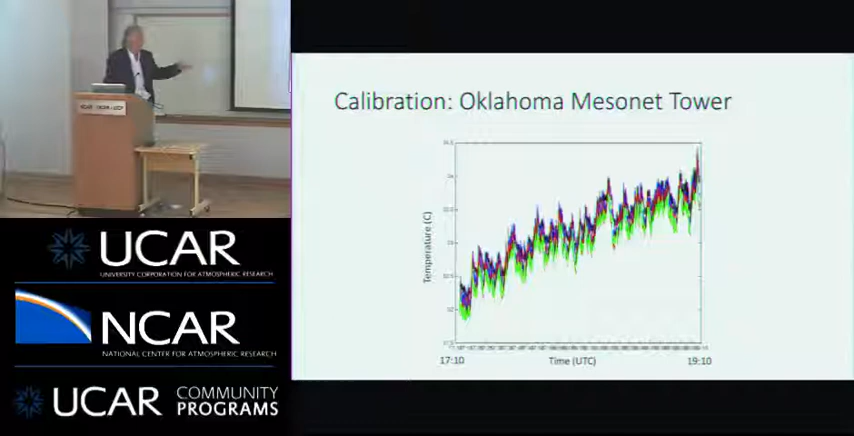 Calibration: Oklahoma Mesonet Tower
Temperature (C)
17:10
Time (UTC)
19:10
UCAR
UNIVERSITY CORPORATION FOR ATMOSPHERIC RESEARCH
NCAR
NATIONAL CENTER FOR ATMOSPHERIC RESEARCH
UCAR COMMUNITY
PROGRAMS